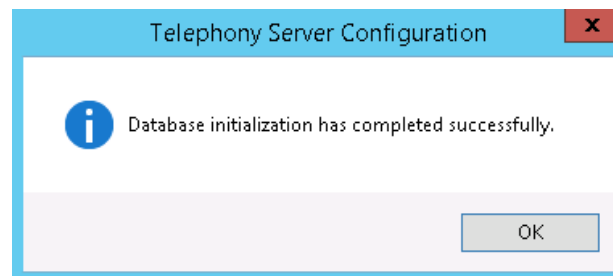 Telephony Server Configuration
x
Database initialization has completed successfully.
OK